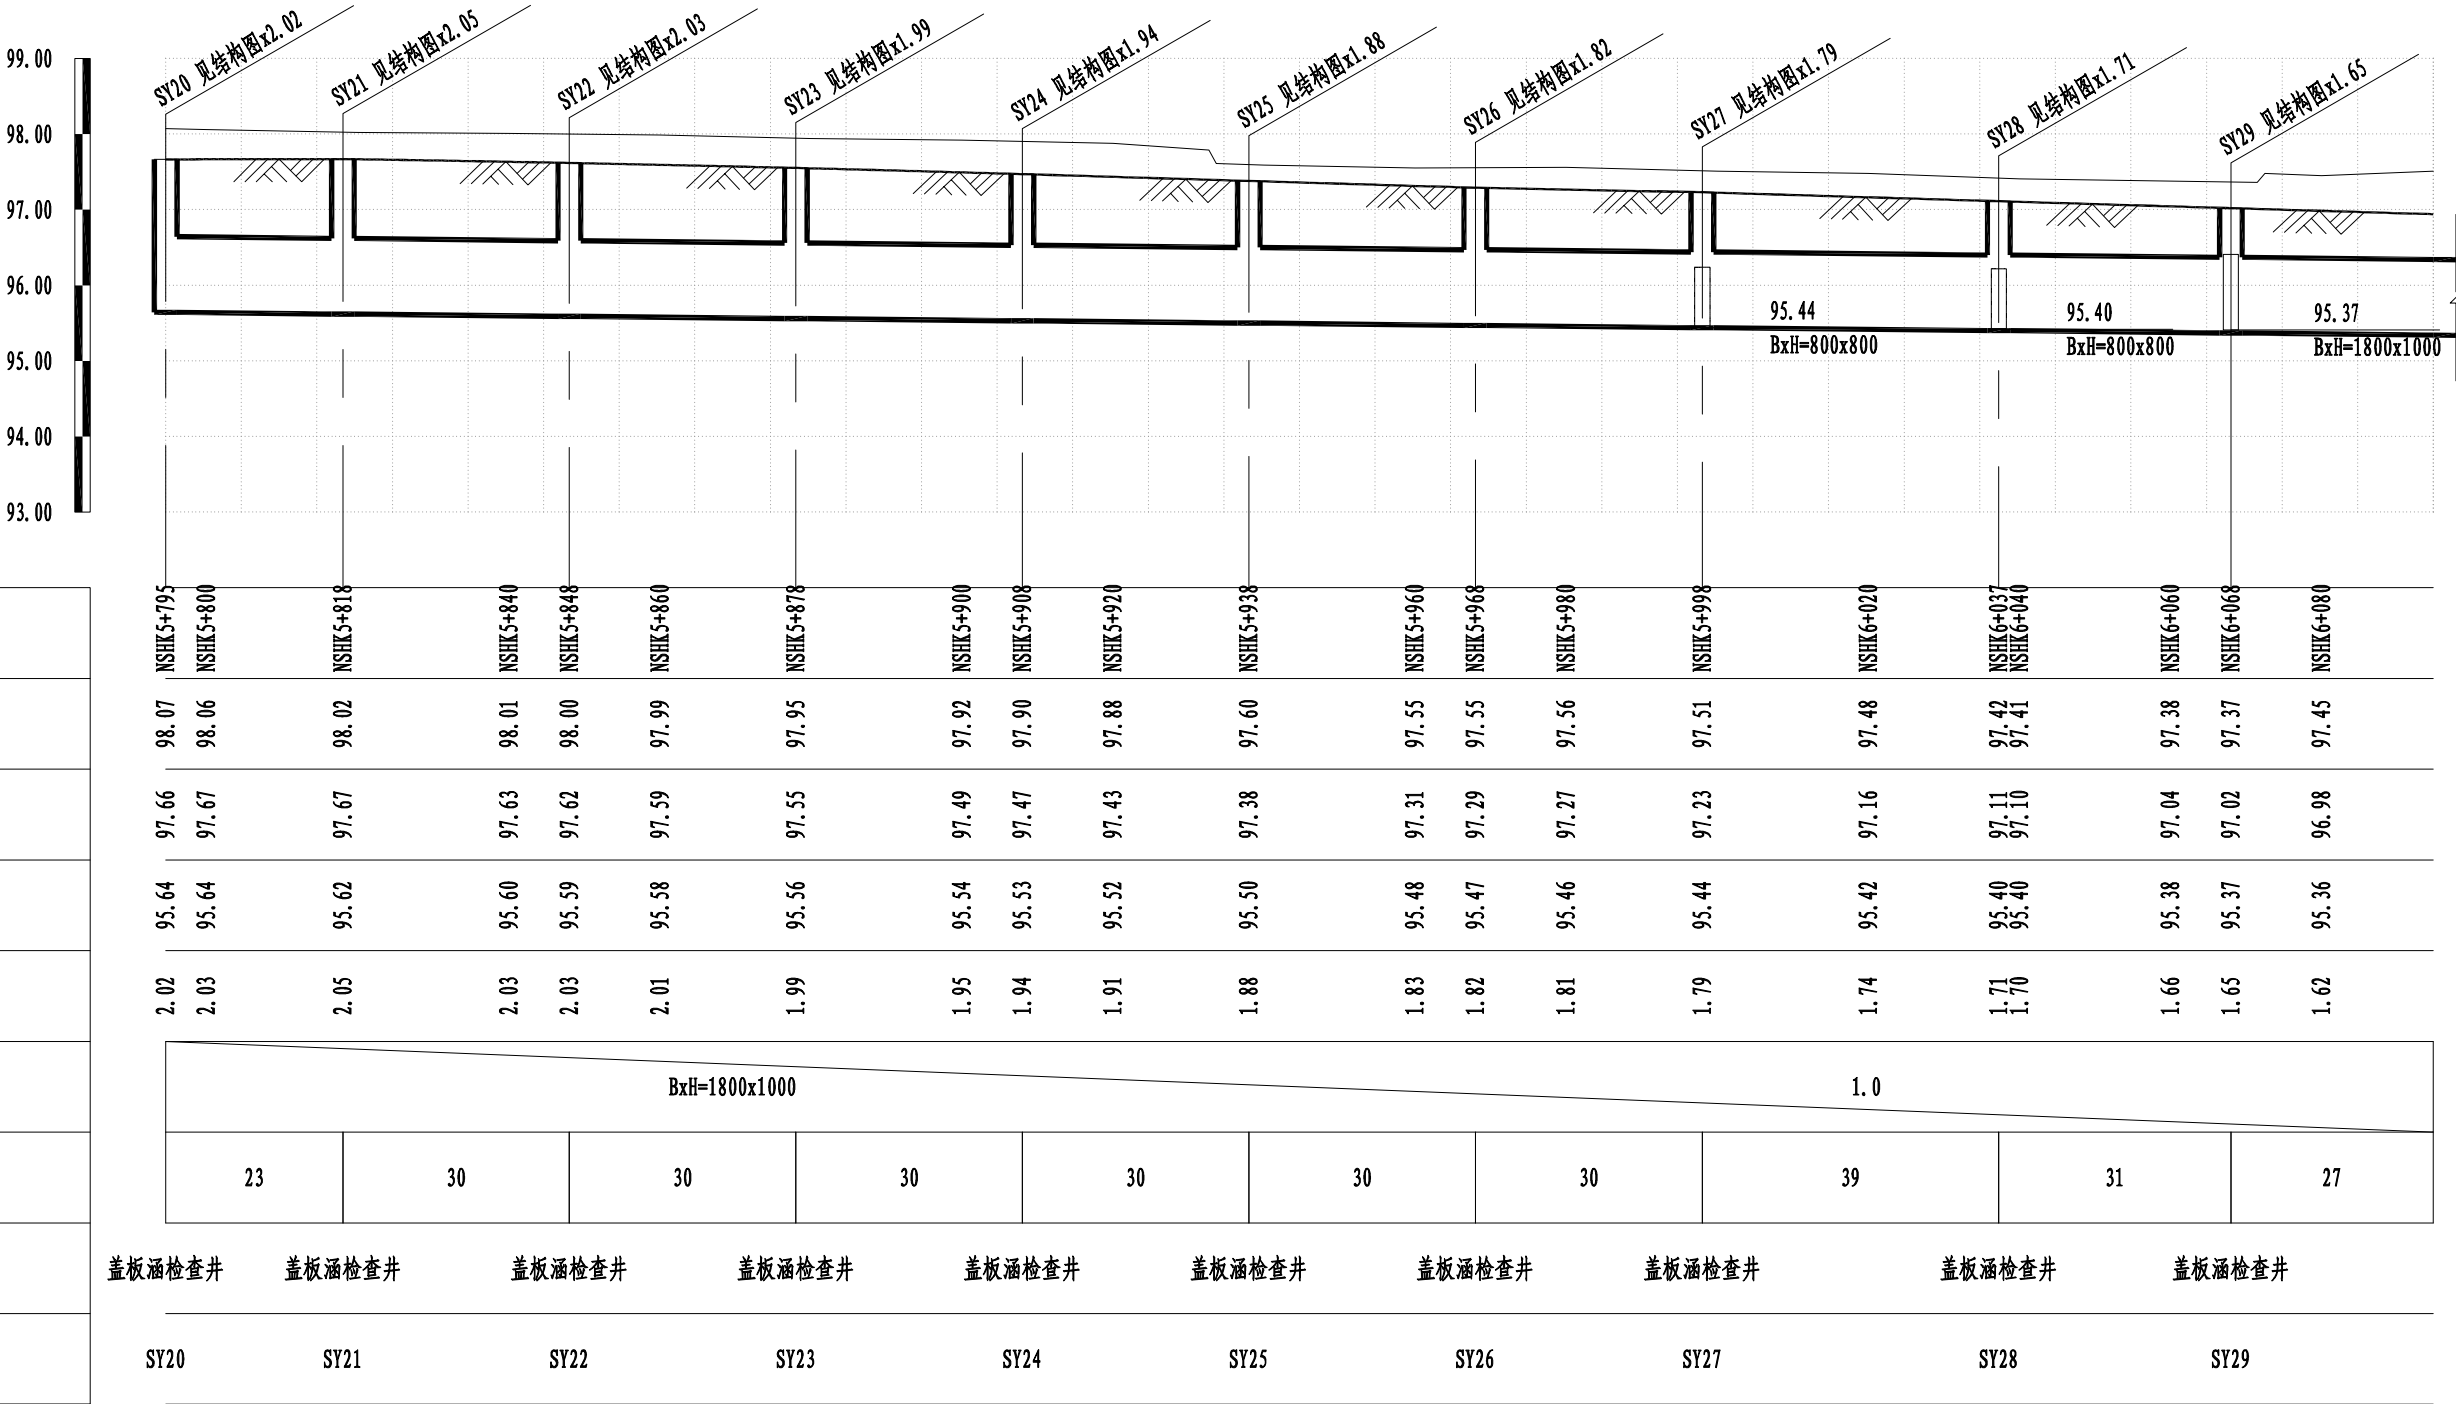 SY20 见结构图x2.02
SY21 见结构图x2.05
SY22 见结构图x2.03
SY23 见结构图x1.99
SY24 见结构图x1.94
SY25 见结构图x1.88
SY26 见结构图x1.82
SY27 见结构图x1.79
SY28 见结构图x1.71
SY29 见结构图x1.65
99.00
98.00
97.00
96.00
95.00
94.00
93.00
95.44
BxH=800x800
95.40
BxH=800x800
95.37
BxH=1800x1000
NSHK5+795 NSHK5+800 NSHK5+818 NSHK5+840 NSHK5+848 NSHK5+860 NSHK5+878 NSHK5+900 NSHK5+908 NSHK5+920 NSHK5+938 NSHK5+960 NSHK5+968 NSHK5+980 NSHK5+998 NSHK6+020 NSHK6+037 NSHK6+040 NSHK6+060 NSHK6+068 NSHK6+080
98.07 98.06 98.02 98.01 98.00 97.99 97.95 97.92 97.90 97.88 97.60 97.55 97.55 97.56 97.51 97.48 97.42 97.41 97.38 97.37 97.45
97.66 97.67 97.67 97.63 97.62 97.59 97.55 97.49 97.47 97.43 97.38 97.31 97.29 97.27 97.23 97.16 97.11 97.10 97.04 97.02 96.98
95.64 95.64 95.62 95.60 95.59 95.58 95.56 95.54 95.53 95.52 95.50 95.48 95.47 95.46 95.44 95.42 95.40 95.40 95.38 95.37 95.36
2.02 2.03 2.05 2.03 2.03 2.01 1.99 1.95 1.94 1.91 1.88 1.83 1.82 1.81 1.79 1.74 1.71 1.70 1.66 1.65 1.62
BxH=1800x1000 1.0
23 30 30 30 30 30 30 39 31 27
盖板涵检查井 盖板涵检查井 盖板涵检查井 盖板涵检查井 盖板涵检查井 盖板涵检查井 盖板涵检查井 盖板涵检查井 盖板涵检查井 盖板涵检查井
SY20 SY21 SY22 SY23 SY24 SY25 SY26 SY27 SY28 SY29